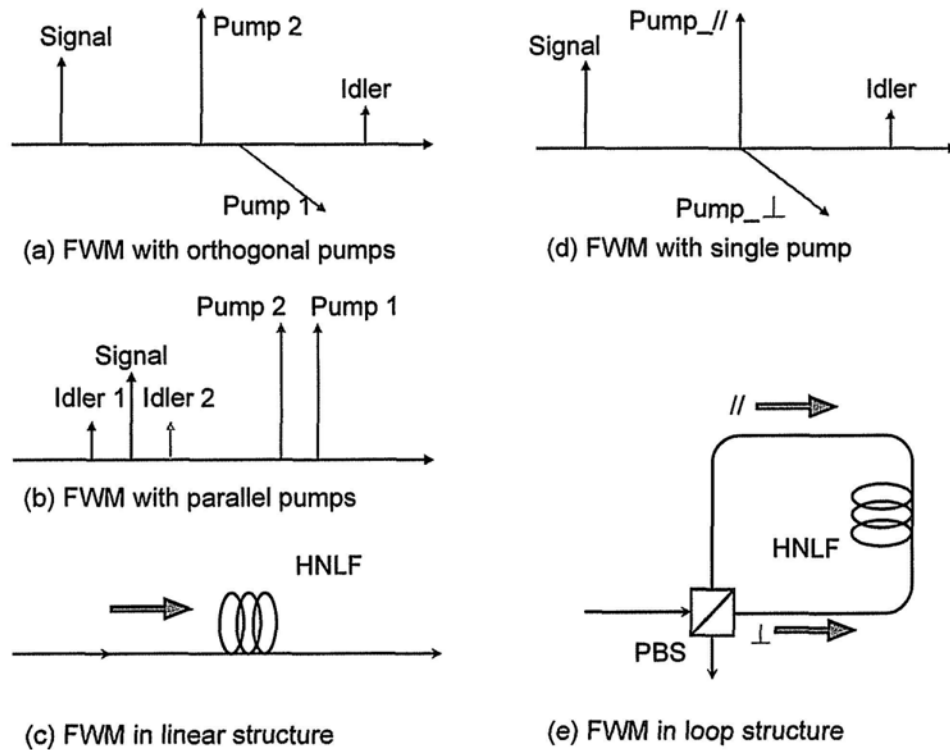 Signal
Pump 2
Idler
Pump 1
(a) FWM with orthogonal pumps
Pump_//
Signal
Idler
Pump_⊥
(d) FWM with single pump
Pump 2
Pump 1
Signal
Idler 1
Idler 2
(b) FWM with parallel pumps
HNLF
(c) FWM in linear structure
//
HNLF
PBS
⊥
(e) FWM in loop structure